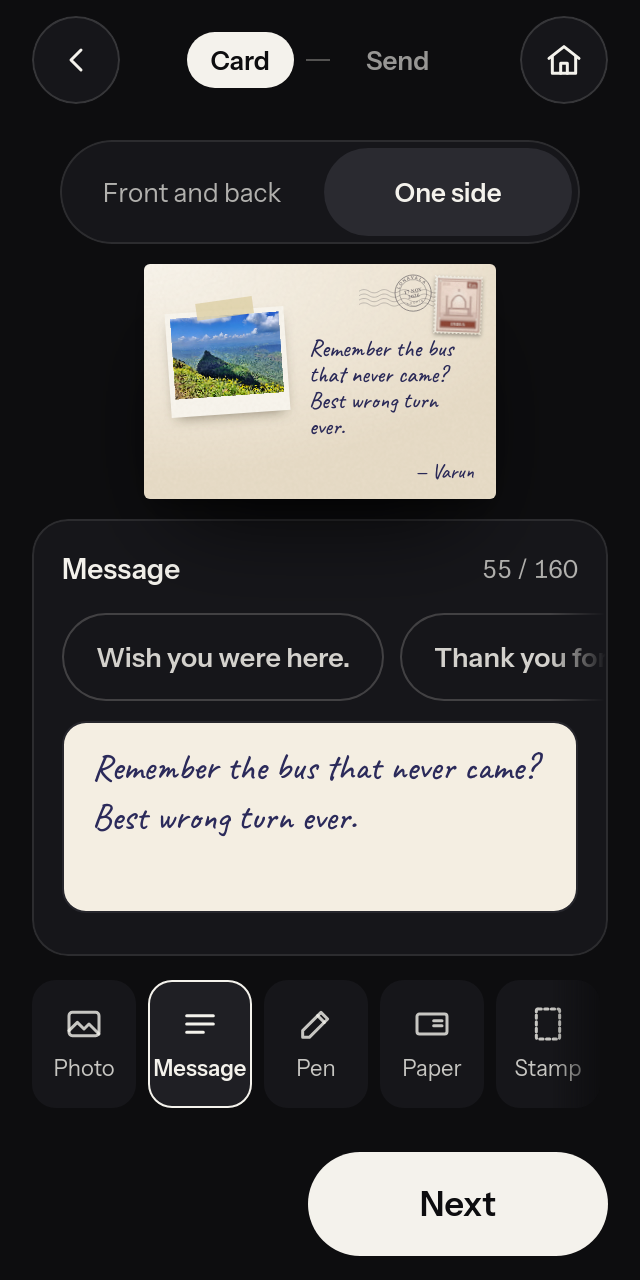 Card
Send
Front and back
One side
Remember the bus
that never came?
Best wrong turn
ever.
– Varun
Message
55 / 160
Wish you were here.
Thank you for
Remember the bus that never came?
Best wrong turn ever.
Photo
Message
Pen
Paper
Stamp
Next